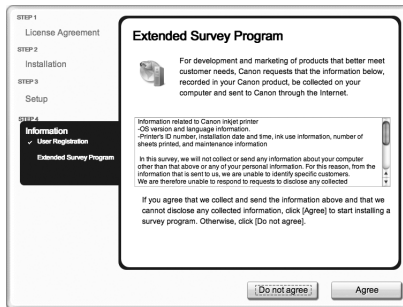 STEP 1
License Agreement
STEP 2
Installation
STEP 3
Setup
STEP 4
Information
✓ User Registration
Extended Survey Program
Extended Survey Program
For development and marketing of products that better meet
customer needs, Canon requests that the information below,
recorded in your Canon product, be collected on your
computer and sent to Canon through the Internet.
Information related to Canon inkjet printer
-OS version and language information.
-Printer's ID number, installation date and time, ink use information, number of
sheets printed, and maintenance information
In this survey, we will not collect or send any information about your computer
other than that above or any of your personal information. For this reason, from the
information that is sent to us, we are unable to identify specific customers.
We are therefore unable to respond to requests to disclose any collected
If you agree that we collect and send the information above and that we
cannot disclose any collected information, click [Agree] to start installing a
survey program. Otherwise, click [Do not agree].
Do not agree
Agree